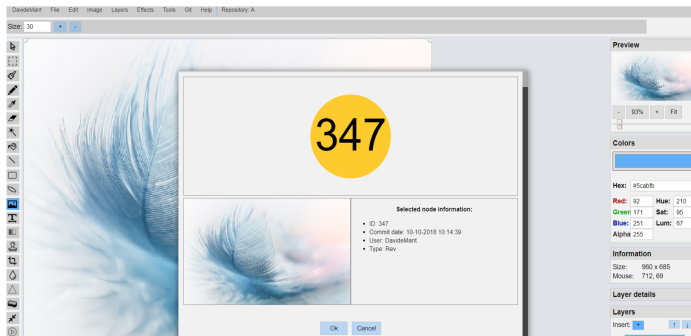 DavideMant File Edit Image Layers Effects Tools Git Help Repository: A
Size: 30 + -
Preview
- 93% + Fit
Colors
Hex: #5cabfb
Red: 92 Hue: 210
Green 171 Sat: 95
Blue: 251 Lum: 67
Alpha 255
Information
Size: 960 x 685
Mouse: 712, 69
Layer details
Layers
Insert: + ↑ ↓
347
Selected node information:
ID: 347
Commit date: 10-10-2018 10:14:39
User: DavideMant
Type: Rev
Ok Cancel